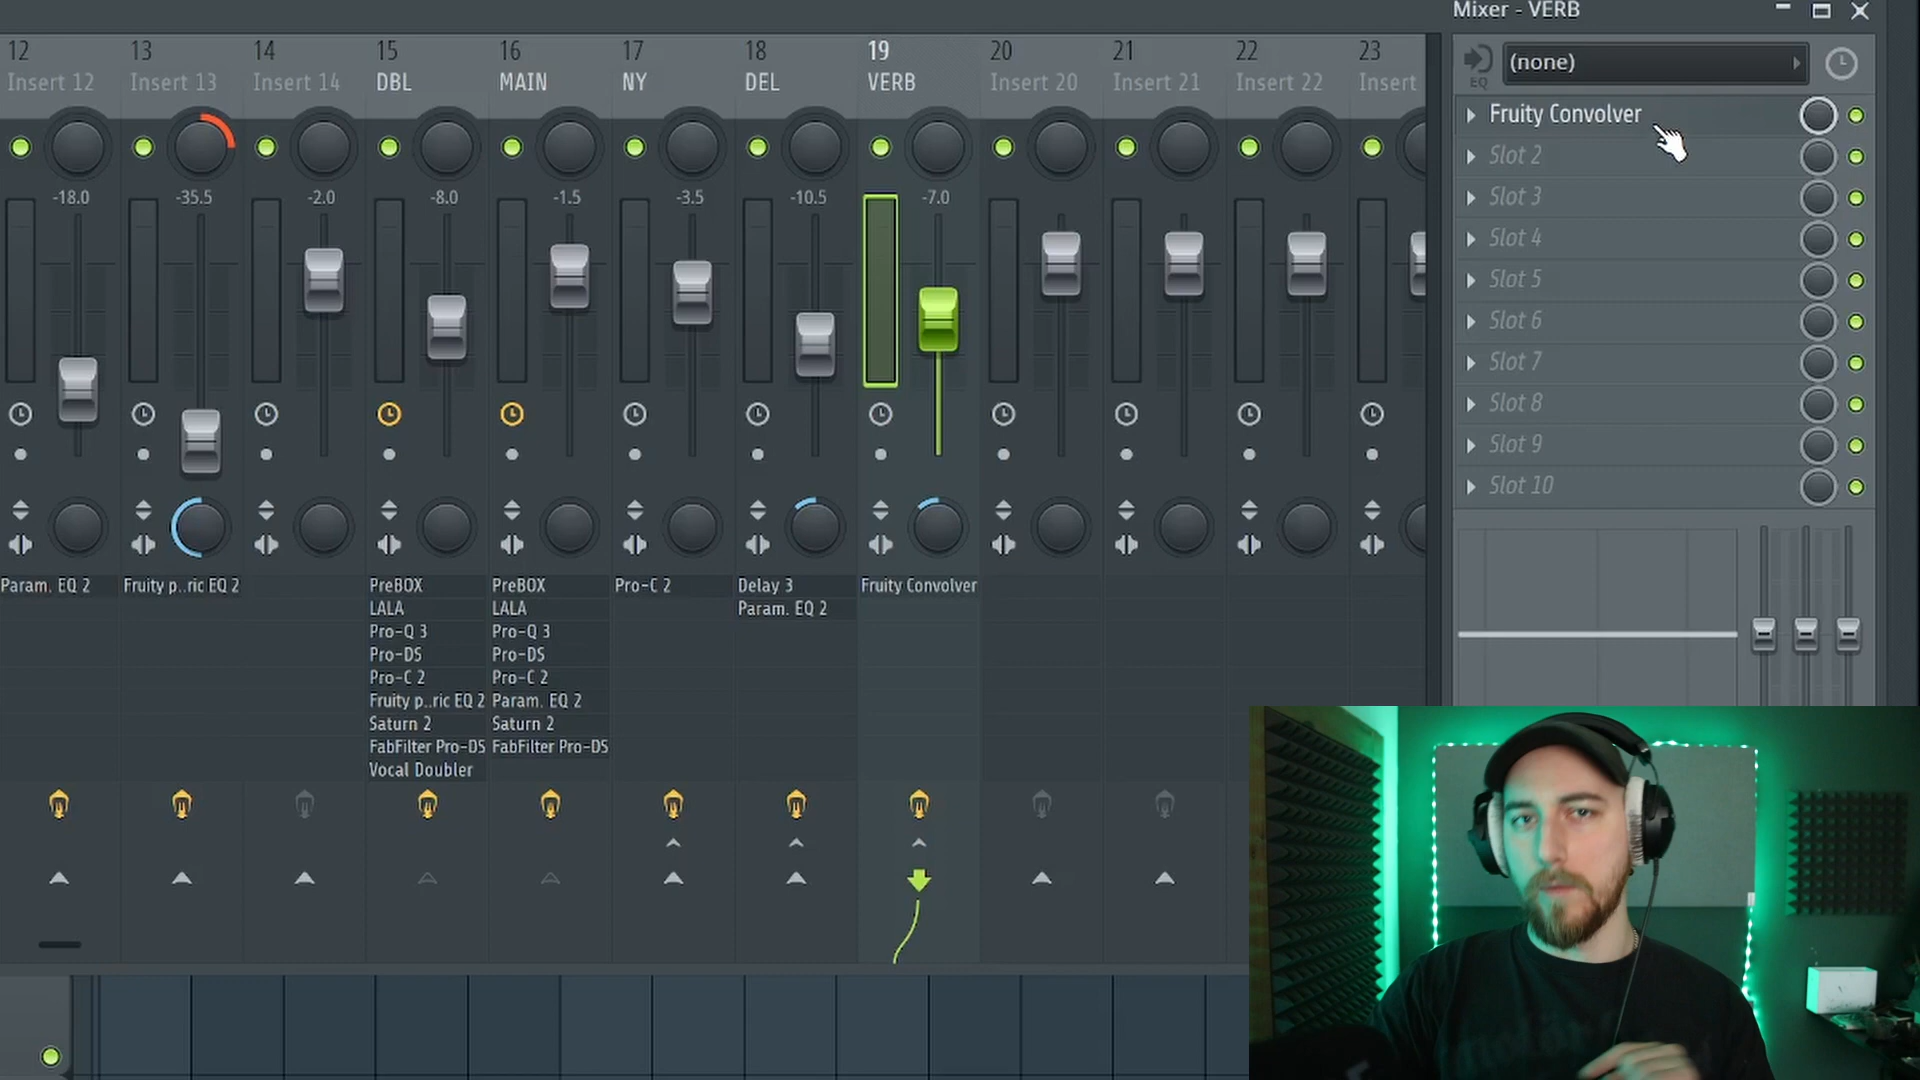 Mixer - VERB
12 13 14 15 16 17 18 19 20 21 22 23
Insert 12 Insert 13 Insert 14 DBL MAIN NY DEL VERB Insert 20 Insert 21 Insert 22 Insert
-18.0 -35.5 -2.0 -8.0 -1.5 -3.5 -10.5 -7.0
Param. EQ 2 Fruity p..ric EQ 2 PreBOX PreBOX Pro-C 2 Delay 3 Fruity Convolver
LALA LALA Param. EQ 2
Pro-Q 3 Pro-Q 3
Pro-DS Pro-DS
Pro-C 2 Pro-C 2
Fruity p..ric EQ 2 Param. EQ 2
Saturn 2 Saturn 2
FabFilter Pro-DS FabFilter Pro-DS
Vocal Doubler
(none)
EQ
Fruity Convolver
Slot 2
Slot 3
Slot 4
Slot 5
Slot 6
Slot 7
Slot 8
Slot 9
Slot 10